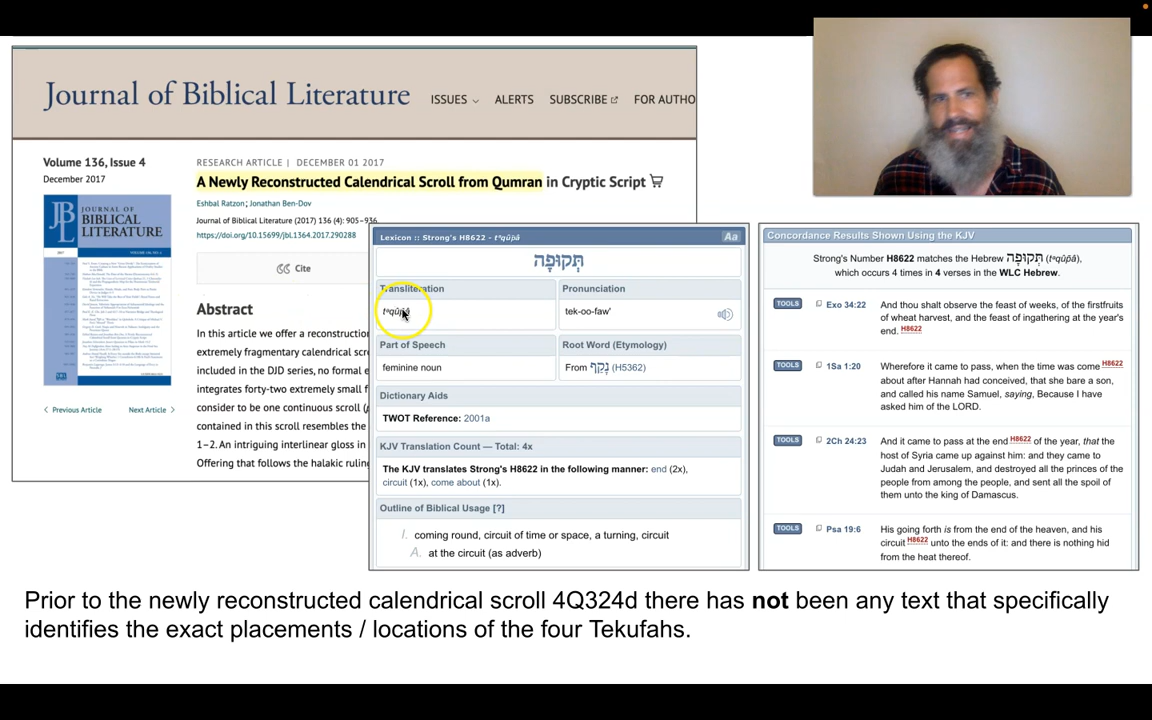 Journal of Biblical Literature
ISSUES
ALERTS
SUBSCRIBE
FOR AUTHO
Volume 136, Issue 4
December 2017
JOURNAL OF
BIBLICAL
LITERATURE
Previous Article
Next Article
RESEARCH ARTICLE | DECEMBER 01 2017
A Newly Reconstructed Calendrical Scroll from Qumran in Cryptic Script
Eshbal Ratzon; Jonathan Ben-Dov
Journal of Biblical Literature (2017) 136 (4): 905–936.
https://doi.org/10.15699/jbl.1364.2017.290288
Cite
Abstract
In this article we offer a reconstructio
extremely fragmentary calendrical scr
included in the DJD series, no formal e
integrates forty-two extremely small f
consider to be one continuous scroll (
contained in this scroll resembles the
1–2. An intriguing interlinear gloss in
Offering that follows the halakic ruling
Lexicon :: Strong's H8622 - tᵊqûp̄â
Aa
תְּקוּפָה
Transliteration
tᵊqûp̄â
Pronunciation
tek-oo-faw'
Part of Speech
feminine noun
Root Word (Etymology)
From נָקַף (H5362)
Dictionary Aids
TWOT Reference: 2001a
KJV Translation Count — Total: 4x
The KJV translates Strong's H8622 in the following manner: end (2x),
circuit (1x), come about (1x).
Outline of Biblical Usage [?]
I. coming round, circuit of time or space, a turning, circuit
A. at the circuit (as adverb)
Concordance Results Shown Using the KJV
Strong's Number H8622 matches the Hebrew תְּקוּפָה (tᵊqûp̄â),
which occurs 4 times in 4 verses in the WLC Hebrew.
TOOLS Exo 34:22 And thou shalt observe the feast of weeks, of the firstfruits
of wheat harvest, and the feast of ingathering at the year's
end. H8622
TOOLS 1Sa 1:20 Wherefore it came to pass, when the time was come H8622
about after Hannah had conceived, that she bare a son,
and called his name Samuel, saying, Because I have
asked him of the LORD.
TOOLS 2Ch 24:23 And it came to pass at the end H8622 of the year, that the
host of Syria came up against him: and they came to
Judah and Jerusalem, and destroyed all the princes of the
people from among the people, and sent all the spoil of
them unto the king of Damascus.
TOOLS Psa 19:6 His going forth is from the end of the heaven, and his
circuit H8622 unto the ends of it: and there is nothing hid
from the heat thereof.
Prior to the newly reconstructed calendrical scroll 4Q324d there has not been any text that specifically
identifies the exact placements / locations of the four Tekufahs.